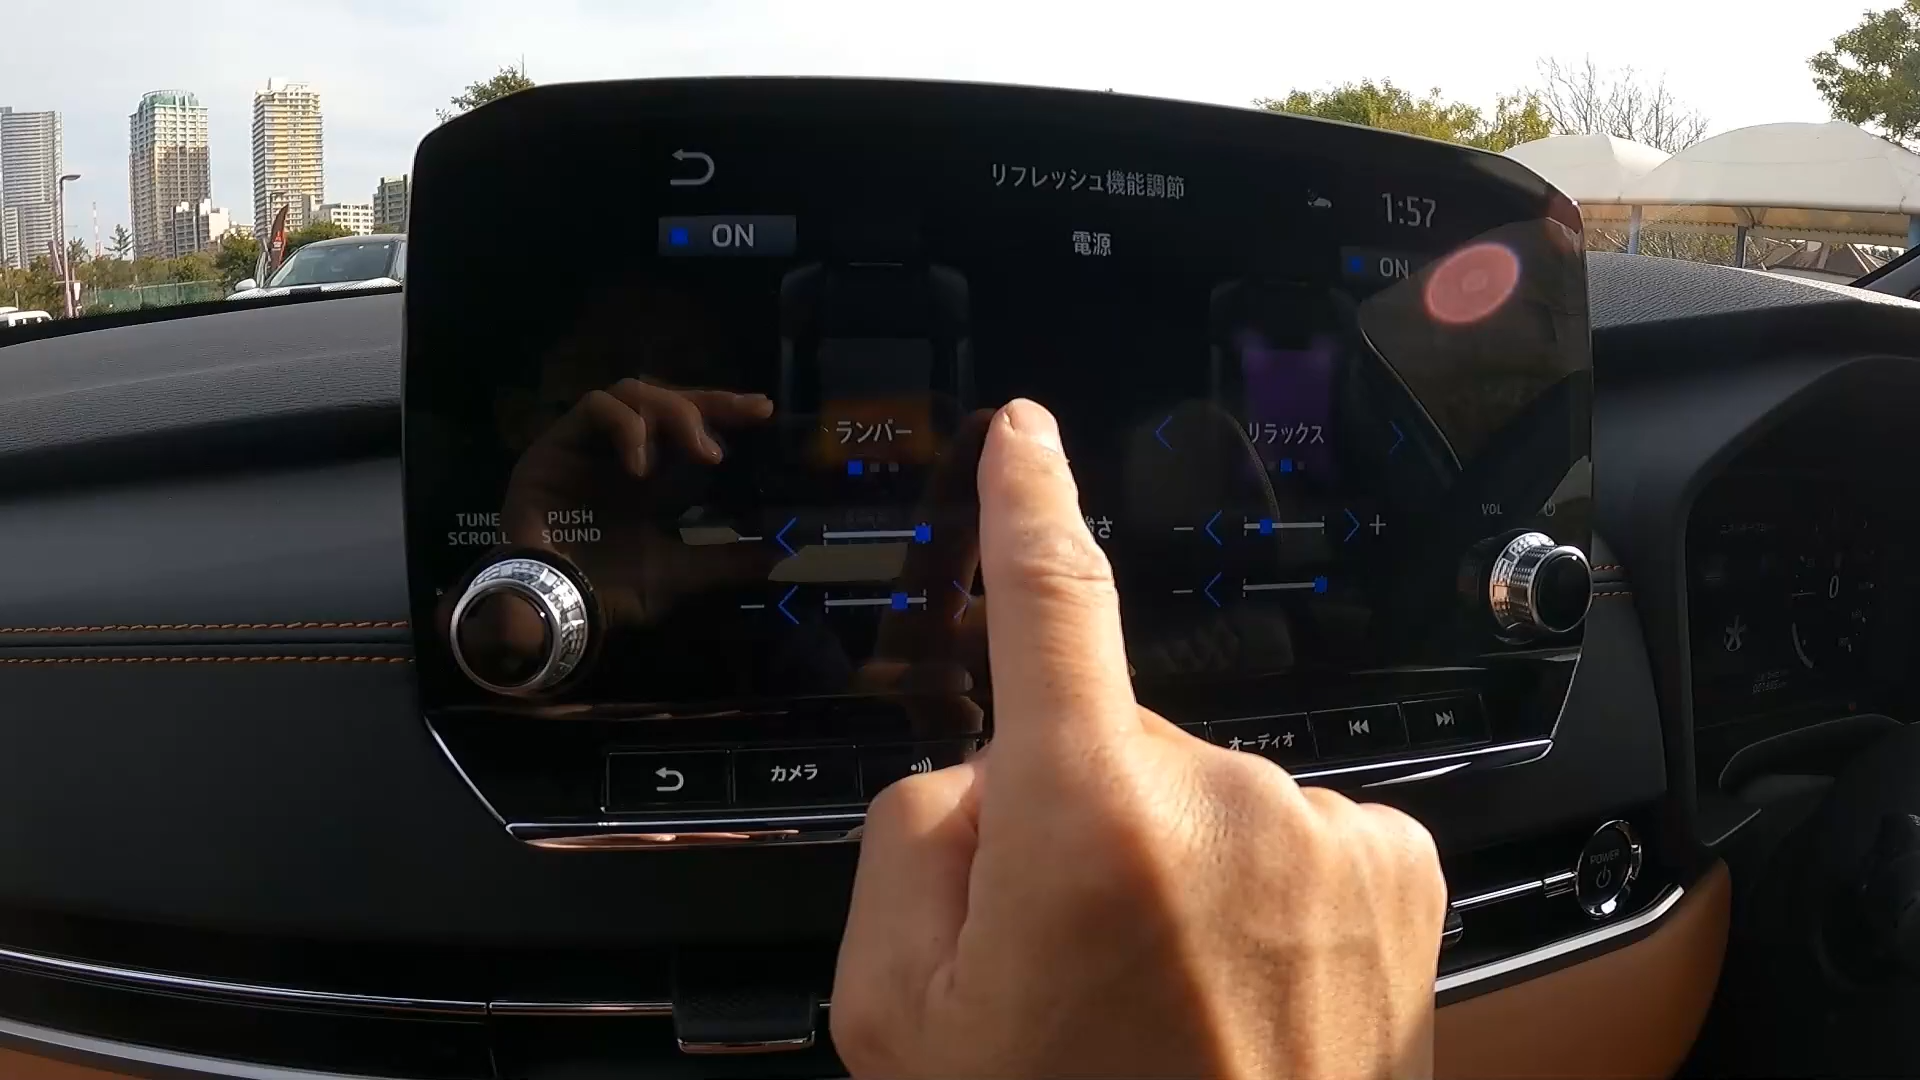 リフレッシュ機能調節
1:57
ON
電源
ON
ランバー
リラックス
さ
TUNE
SCROLL
PUSH
SOUND
VOL
カメラ
オーディオ
POWER
0